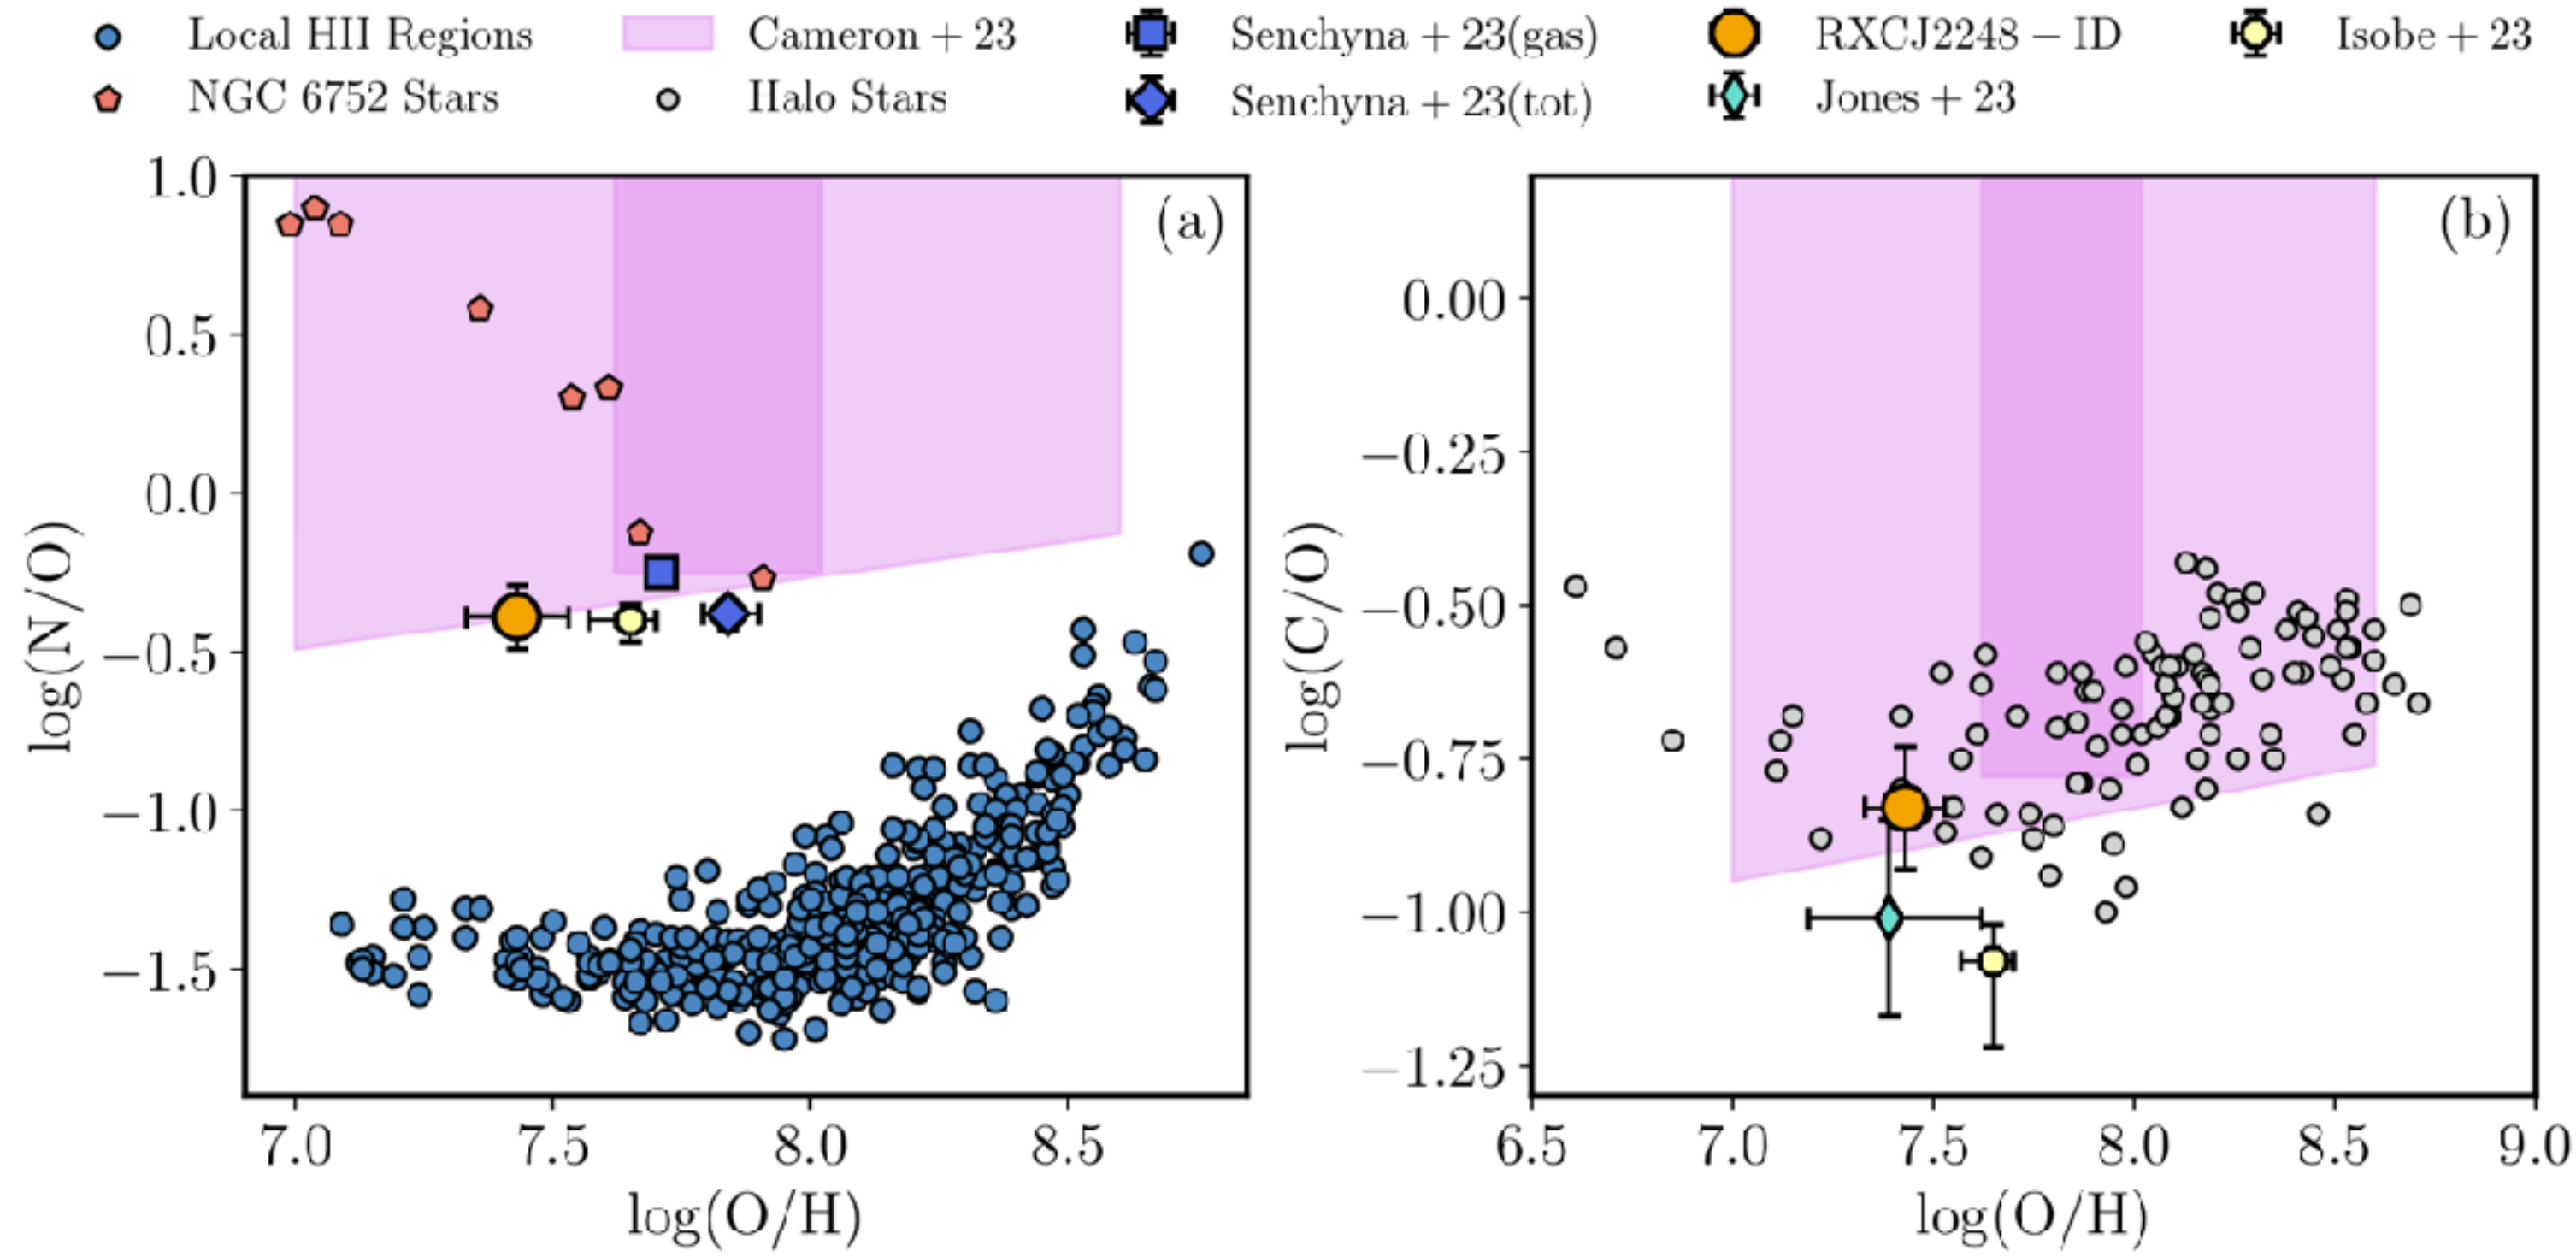 Local HII Regions Cameron + 23 Senchyna + 23(gas) RXCJ2248 − ID Isobe + 23
NGC 6752 Stars Halo Stars Senchyna + 23(tot) Jones + 23
(a)
1.0
0.5
0.0
−0.5
−1.0
−1.5
log(N/O)
7.0 7.5 8.0 8.5
log(O/H)
(b)
0.00
−0.25
−0.50
−0.75
−1.00
−1.25
log(C/O)
6.5 7.0 7.5 8.0 8.5 9.0
log(O/H)